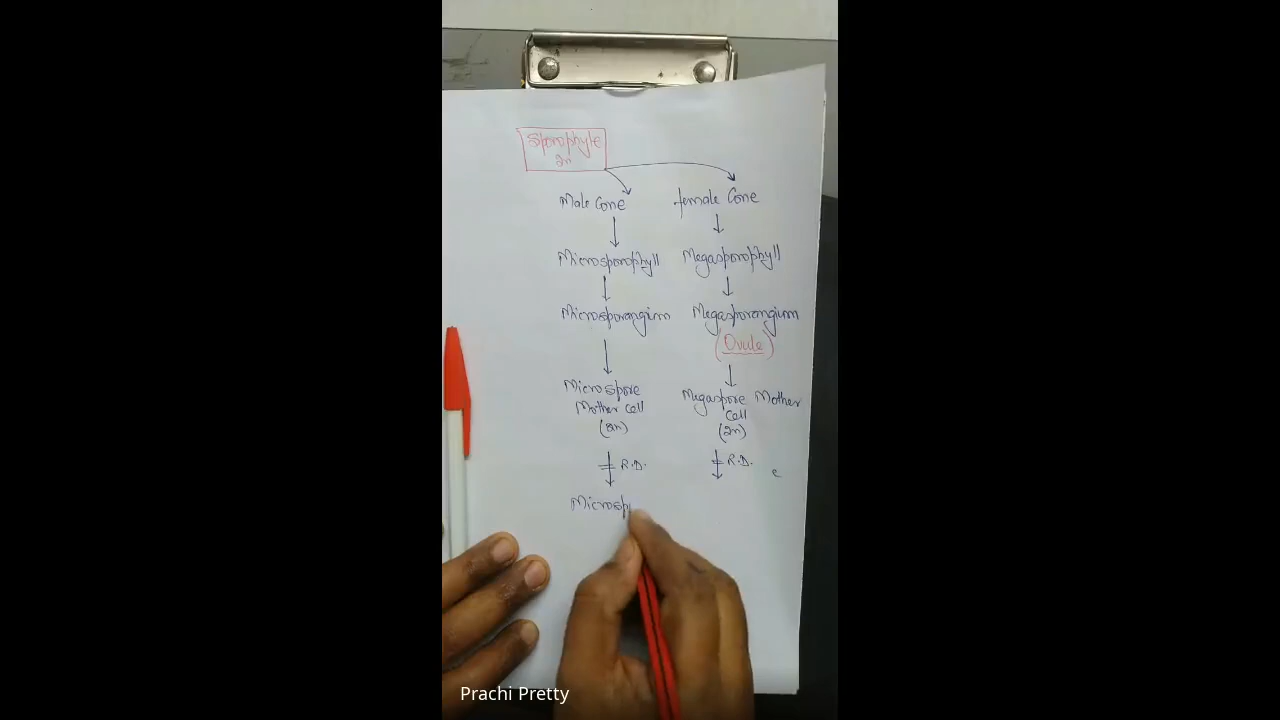 Sporophyte
2n
Male Cone female Cone
Microsporophyll Megasporophyll
Microsporangium Megasporangium
(Ovule)
Microspore
Mother Cell
(2n)
Megaspore Mother
Cell
(2n)
R.D. R.D.
Microsp
Prachi Pretty